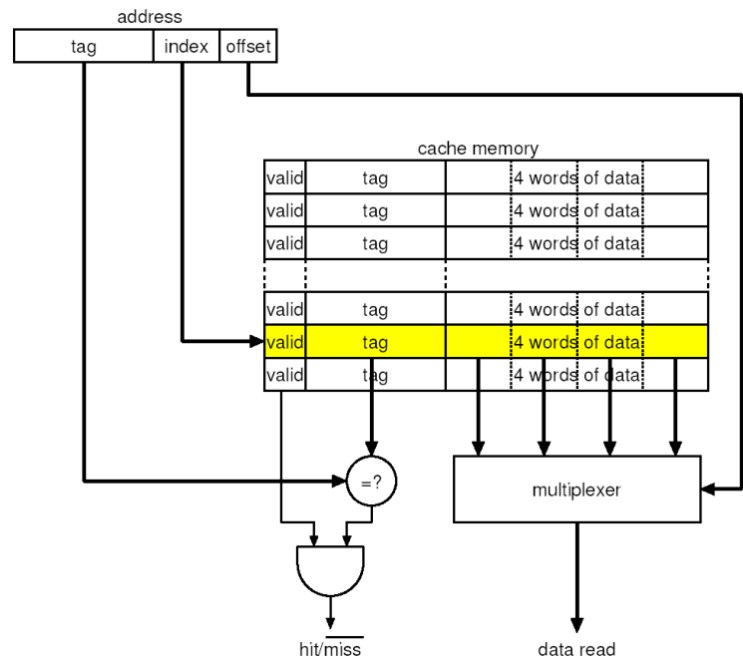 address
tag index offset
cache memory
valid tag 4 words of data
valid tag 4 words of data
valid tag 4 words of data
valid tag 4 words of data
valid tag 4 words of data
valid tag 4 words of data
=?
multiplexer
hit/miss
data read